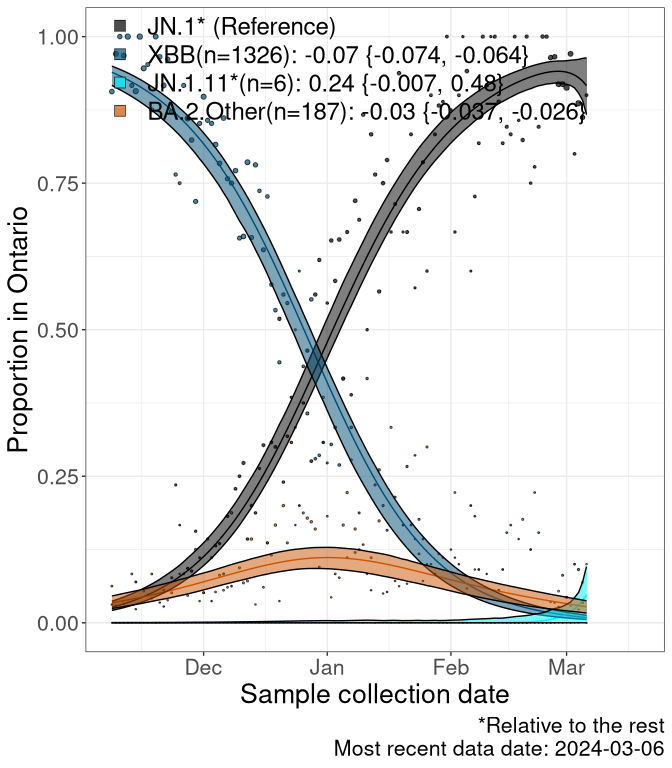 JN.1* (Reference)
XBB(n=1326): -0.07 {-0.074, -0.064}
JN.1.11*(n=6): 0.24 {-0.007, 0.48}
BA.2 Other(n=187): -0.03 {-0.037, -0.026}
1.00
0.75
0.50
0.25
0.00
Proportion in Ontario
Dec Jan Feb Mar
Sample collection date
*Relative to the rest
Most recent data date: 2024-03-06